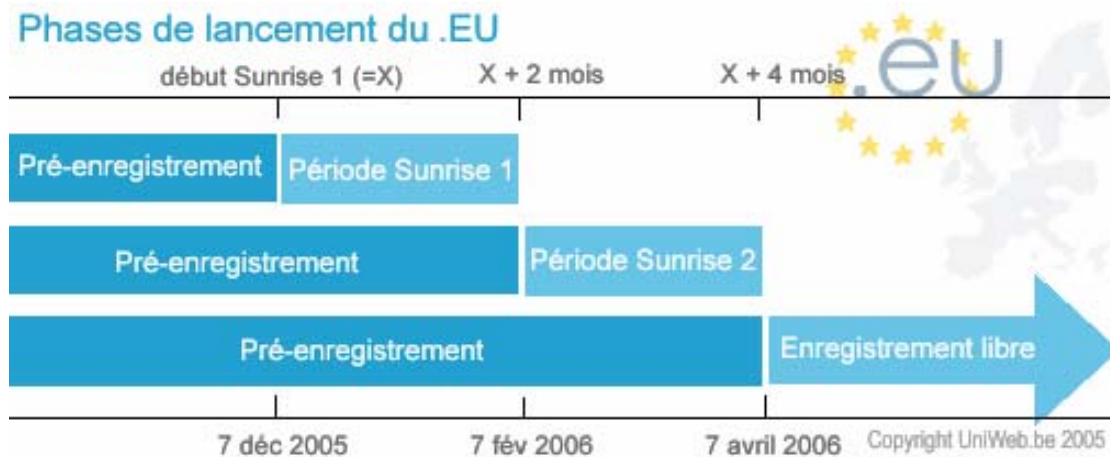 Phases de lancement du .EU
.eu
début Sunrise 1 (=X) X + 2 mois X + 4 mois
Pré-enregistrement Période Sunrise 1
Pré-enregistrement Période Sunrise 2
Pré-enregistrement Enregistrement libre
7 déc 2005 7 fév 2006 7 avril 2006 Copyright UniWeb.be 2005